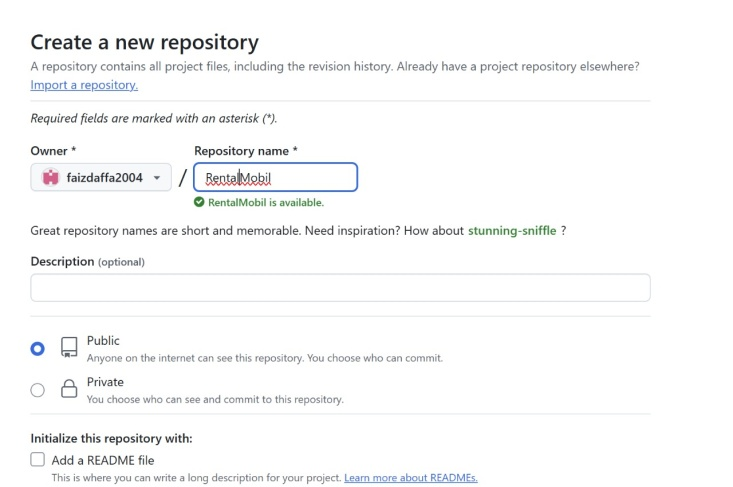 Create a new repository
A repository contains all project files, including the revision history. Already have a project repository elsewhere?
Import a repository.
Required fields are marked with an asterisk (*).
Owner * Repository name *
faizdaffa2004 / RentalMobil
RentalMobil is available.
Great repository names are short and memorable. Need inspiration? How about stunning-sniffle ?
Description (optional)
Public
Anyone on the internet can see this repository. You choose who can commit.
Private
You choose who can see and commit to this repository.
Initialize this repository with:
Add a README file
This is where you can write a long description for your project. Learn more about READMEs.